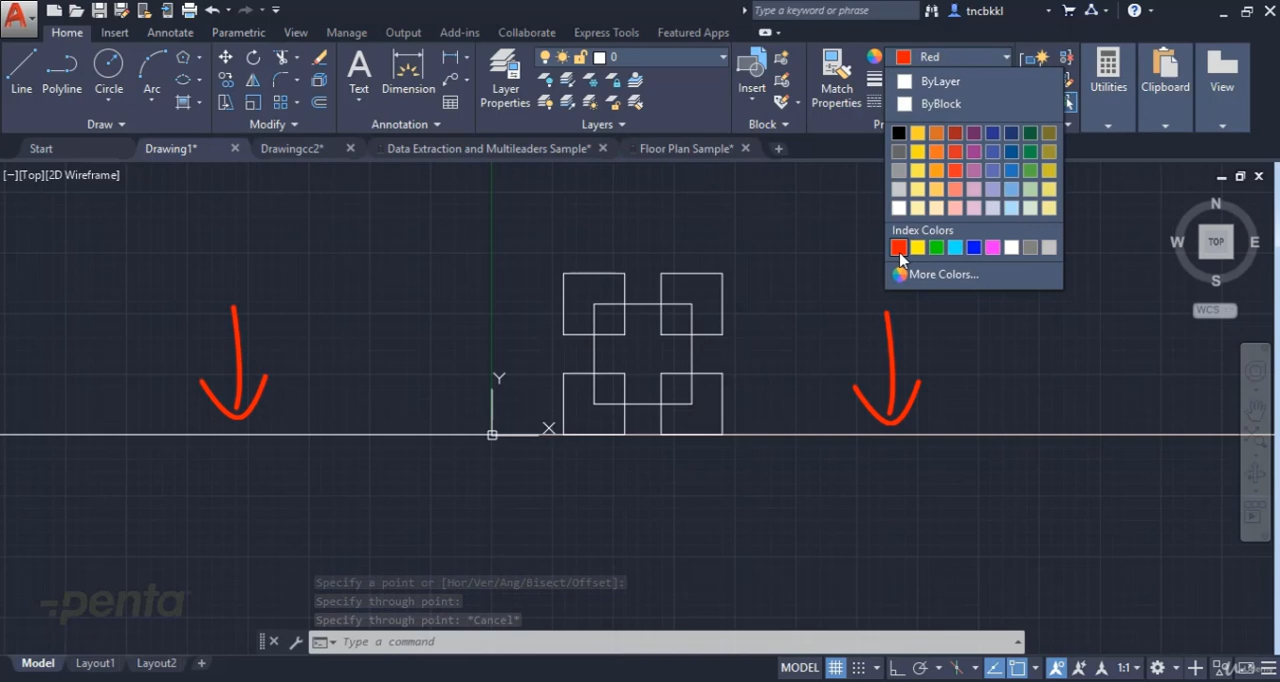 Type a keyword or phrase
tncbkkl
Home Insert Annotate Parametric View Manage Output Add-ins Collaborate Express Tools Featured Apps
0
Red
Line Polyline Circle Arc
Text Dimension
Layer Properties
Insert
Match Properties
Utilities Clipboard View
Draw Modify Annotation Layers Block
ByLayer
ByBlock
Start Drawing1* Drawingcc2* Data Extraction and Multileaders Sample* Floor Plan Sample*
[−][Top][2D Wireframe]
Index Colors
More Colors...
N
W TOP E
S
WCS
Y
X
Specify a point or [Hor/Ver/Ang/Bisect/Offset]:
Specify through point:
Specify through point: *Cancel*
penta
Type a command
Model Layout1 Layout2
MODEL 1:1